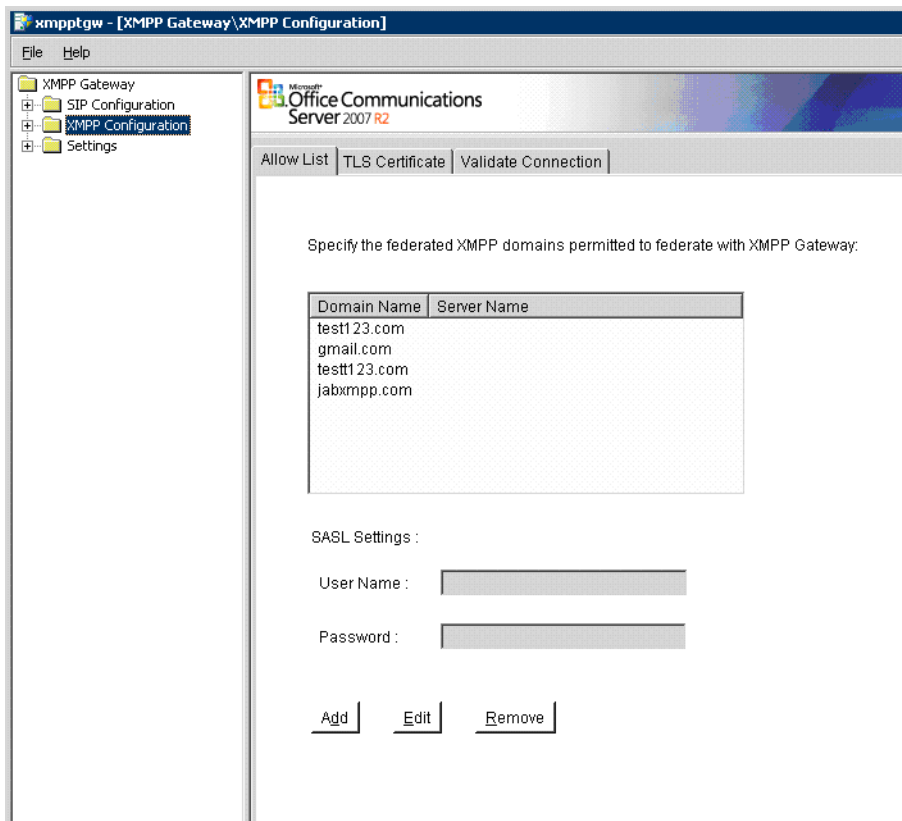 xmpptgw - [XMPP Gateway\XMPP Configuration]
File Help
XMPP Gateway
SIP Configuration
XMPP Configuration
Settings
Microsoft
Office Communications
Server 2007 R2
Allow List TLS Certificate Validate Connection
Specify the federated XMPP domains permitted to federate with XMPP Gateway:
Domain Name Server Name
test123.com
gmail.com
testt123.com
jabxmpp.com
SASL Settings :
User Name :
Password :
Add Edit Remove